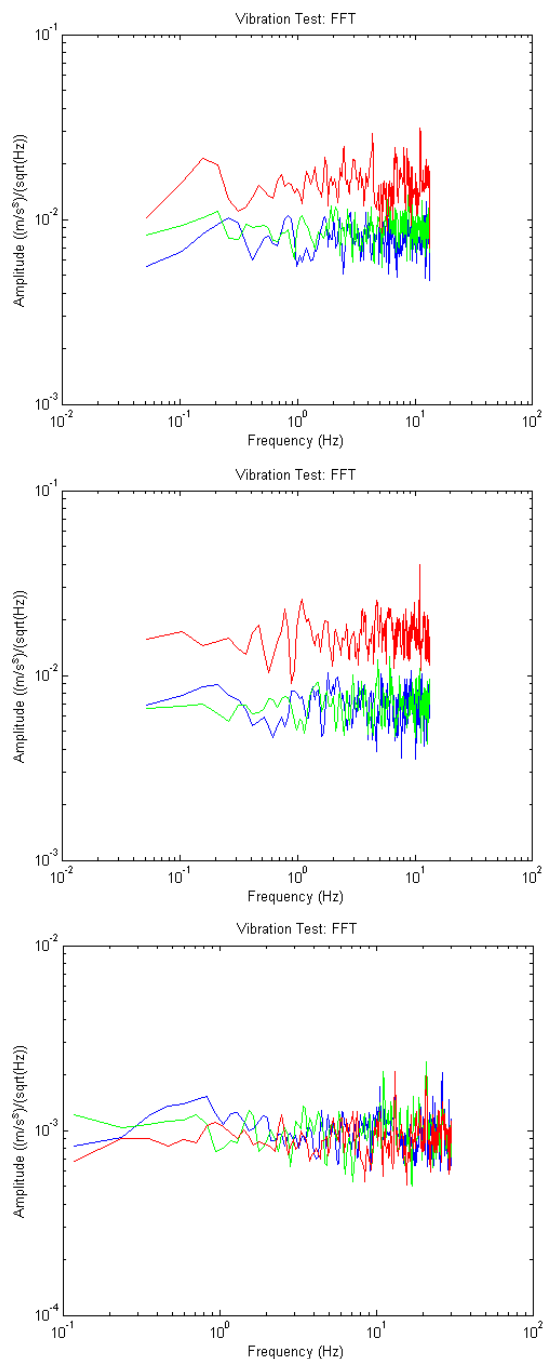 Vibration Test: FFT
10^-1
10^-2
10^-3
Amplitude ((m/s^s)/(sqrt(Hz))
10^-2
10^-1
10^0
10^1
10^2
Frequency (Hz)
Vibration Test: FFT
10^-1
10^-2
10^-3
Amplitude ((m/s^s)/(sqrt(Hz))
10^-2
10^-1
10^0
10^1
10^2
Frequency (Hz)
Vibration Test: FFT
10^-2
10^-3
10^-4
Amplitude ((m/s^s)/(sqrt(Hz))
10^-1
10^0
10^1
10^2
Frequency (Hz)